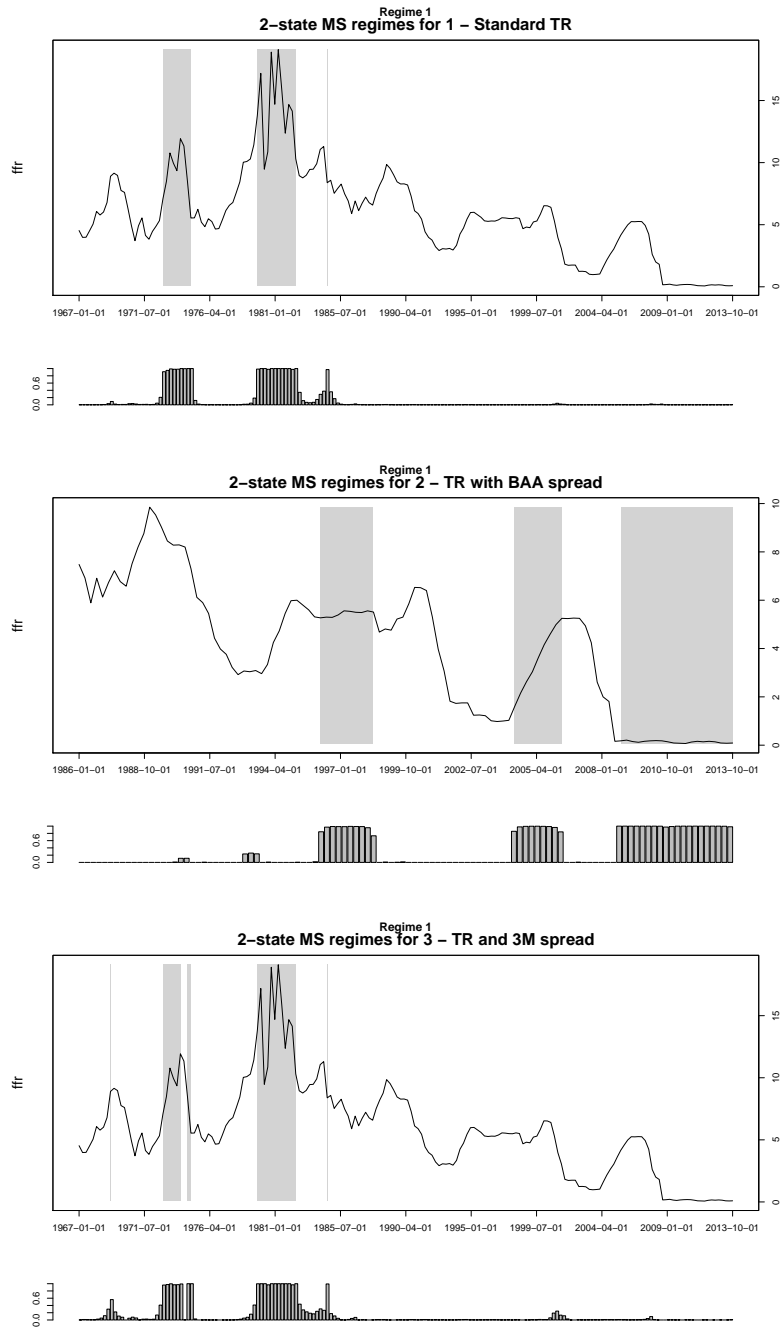 Regime 1
2−state MS regimes for 1 − Standard TR
ffr
0 5 10 15
1967−01−01 1971−07−01 1976−04−01 1981−01−01 1985−07−01 1990−04−01 1995−01−01 1999−07−01 2004−04−01 2009−01−01 2013−10−01
0.0 0.6
Regime 1
2−state MS regimes for 2 − TR with BAA spread
ffr
0 2 4 6 8 10
1986−01−01 1988−10−01 1991−07−01 1994−04−01 1997−01−01 1999−10−01 2002−07−01 2005−04−01 2008−01−01 2010−10−01 2013−10−01
0.0 0.6
Regime 1
2−state MS regimes for 3 − TR and 3M spread
ffr
0 5 10 15
1967−01−01 1971−07−01 1976−04−01 1981−01−01 1985−07−01 1990−04−01 1995−01−01 1999−07−01 2004−04−01 2009−01−01 2013−10−01
0.0 0.6